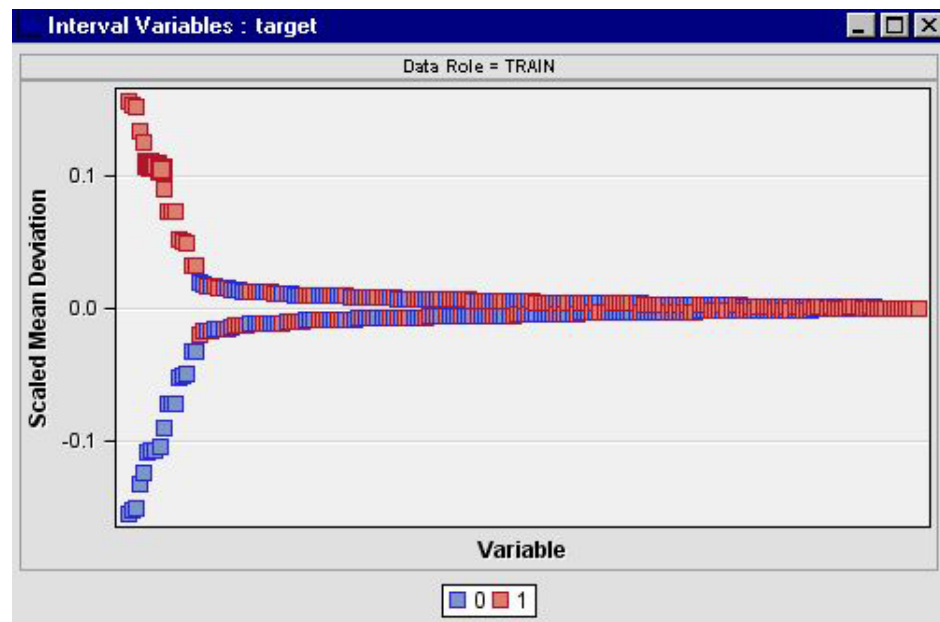 Interval Variables : target
Data Role = TRAIN
Scaled Mean Deviation
0.1
0.0
-0.1
Variable
0 1